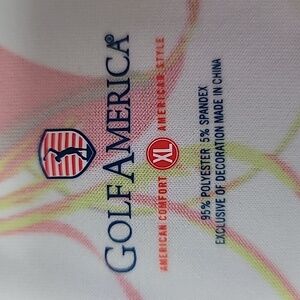 GOLFAMERICA®
AMERICAN COMFORT XL AMERICAN STYLE
95% POLYESTER 5% SPANDEX
EXCLUSIVE OF DECORATION MADE IN CHINA